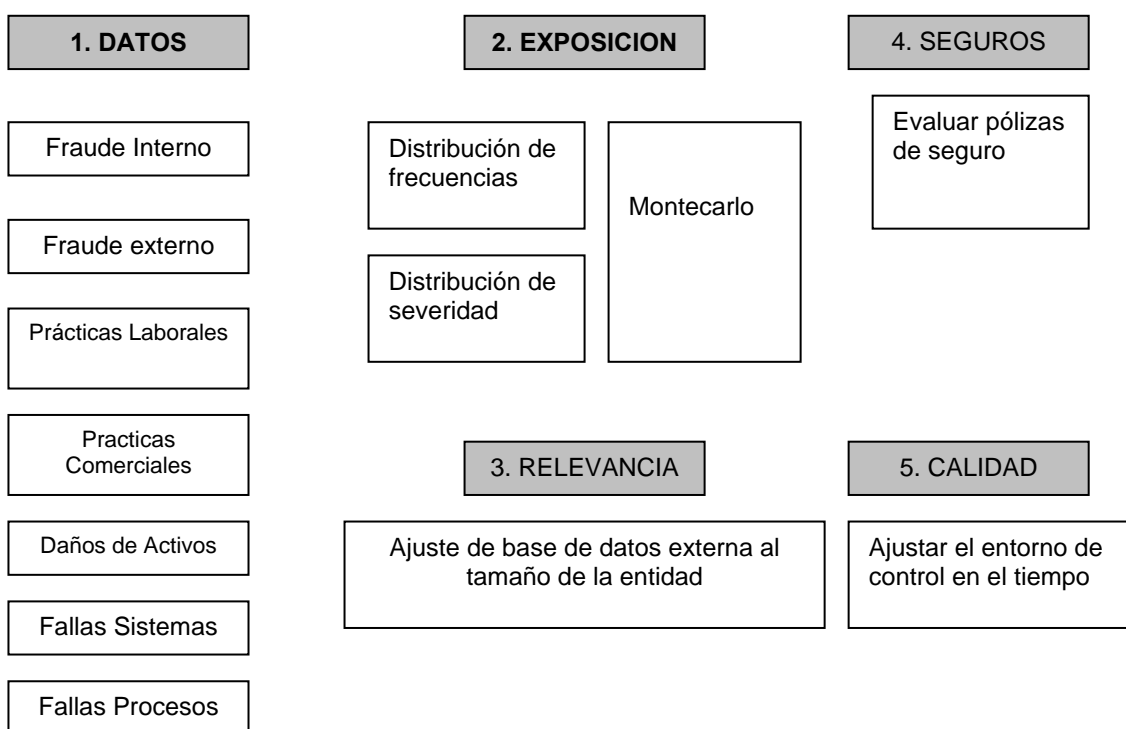 1. DATOS
Fraude Interno
Fraude externo
Prácticas Laborales
Practicas
Comerciales
Daños de Activos
Fallas Sistemas
Fallas Procesos
2. EXPOSICION
Distribución de
frecuencias
Distribución de
severidad
Montecarlo
3. RELEVANCIA
Ajuste de base de datos externa al
tamaño de la entidad
4. SEGUROS
Evaluar pólizas
de seguro
5. CALIDAD
Ajustar el entorno de
control en el tiempo